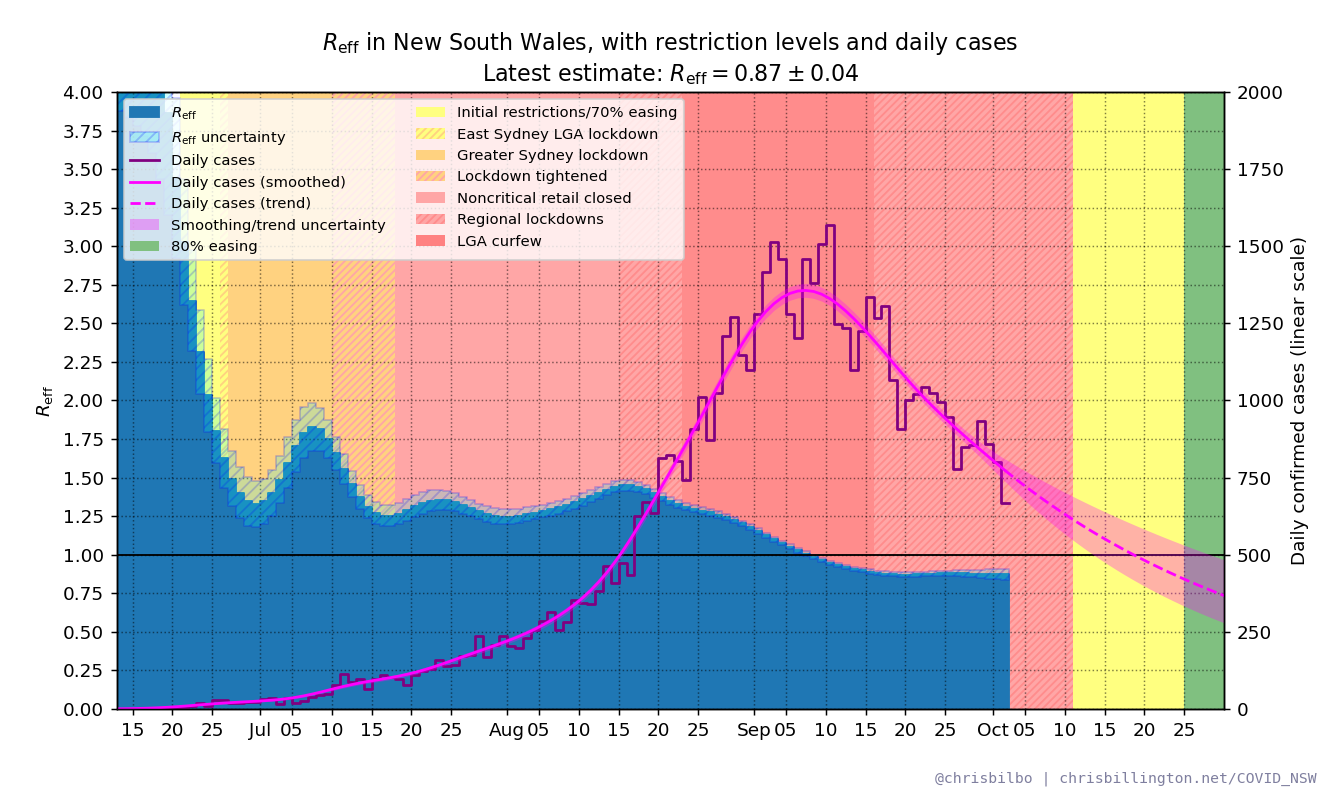 R_eff in New South Wales, with restriction levels and daily cases
Latest estimate: R_eff = 0.87 ± 0.04
R_eff
R_eff uncertainty
Daily cases
Daily cases (smoothed)
Daily cases (trend)
Smoothing/trend uncertainty
80% easing
Initial restrictions/70% easing
East Sydney LGA lockdown
Greater Sydney lockdown
Lockdown tightened
Noncritical retail closed
Regional lockdowns
LGA curfew
4.00
3.75
3.50
3.25
3.00
2.75
2.50
2.25
2.00
1.75
1.50
1.25
1.00
0.75
0.50
0.25
0.00
R_eff
2000
1750
1500
1250
1000
750
500
250
0
Daily confirmed cases (linear scale)
15 20 25 Jul 05 10 15 20 25 Aug 05 10 15 20 25 Sep 05 10 15 20 25 Oct 05 10 15 20 25
@chrisbilbo | chrisbillington.net/COVID_NSW